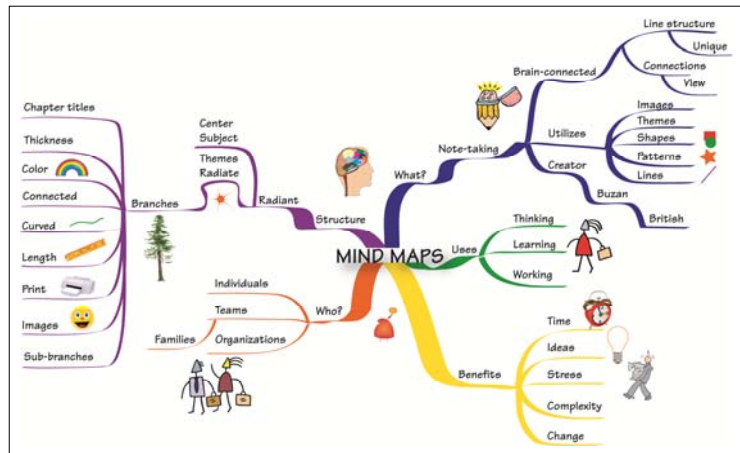 MIND MAPS
What?
Note-taking
Brain-connected
Line structure
Unique
Connections
View
Utilizes
Images
Themes
Shapes
Patterns
Lines
Creator
Buzan
British
Uses
Thinking
Learning
Working
Benefits
Time
Ideas
Stress
Complexity
Change
Who?
Individuals
Teams
Families
Organizations
Structure
Radiant
Center
Subject
Themes
Radiate
Branches
Chapter titles
Thickness
Color
Connected
Curved
Length
Print
Images
Sub-branches